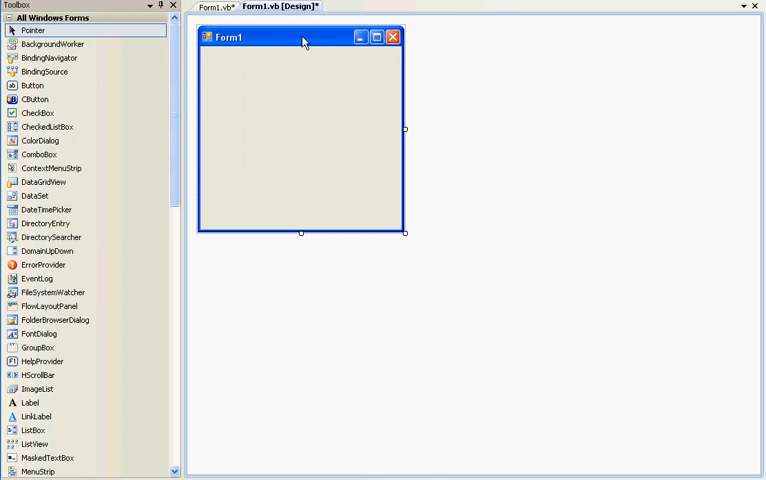 Toolbox
Form1.vb*
Form1.vb [Design]*
All Windows Forms
Pointer
Form1
BackgroundWorker
BindingNavigator
BindingSource
ab Button
CButton
CheckBox
CheckedListBox
ColorDialog
ComboBox
ContextMenuStrip
DataGridView
DataSet
DateTimePicker
DirectoryEntry
DirectorySearcher
DomainUpDown
ErrorProvider
EventLog
FileSystemWatcher
FlowLayoutPanel
FolderBrowserDialog
FontDialog
GroupBox
F1 HelpProvider
HScrollBar
ImageList
A Label
A LinkLabel
ListBox
ListView
MaskedTextBox
MenuStrip